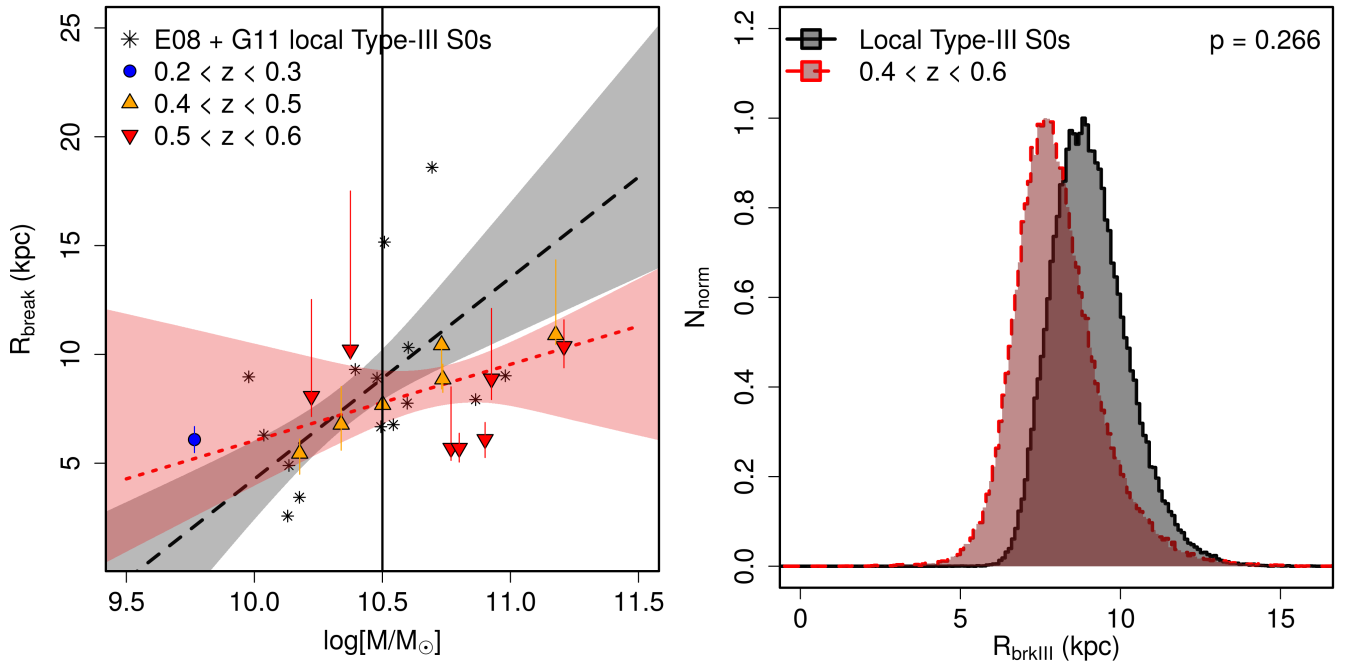 E08 + G11 local Type-III S0s
0.2 < z < 0.3
0.4 < z < 0.5
0.5 < z < 0.6
25
20
15
10
5
R_break (kpc)
9.5 10.0 10.5 11.0 11.5
log[M/M_⊙]
Local Type-III S0s
0.4 < z < 0.6
p = 0.266
1.2
1.0
0.8
0.6
0.4
0.2
0.0
N_norm
0 5 10 15
R_brkIII (kpc)